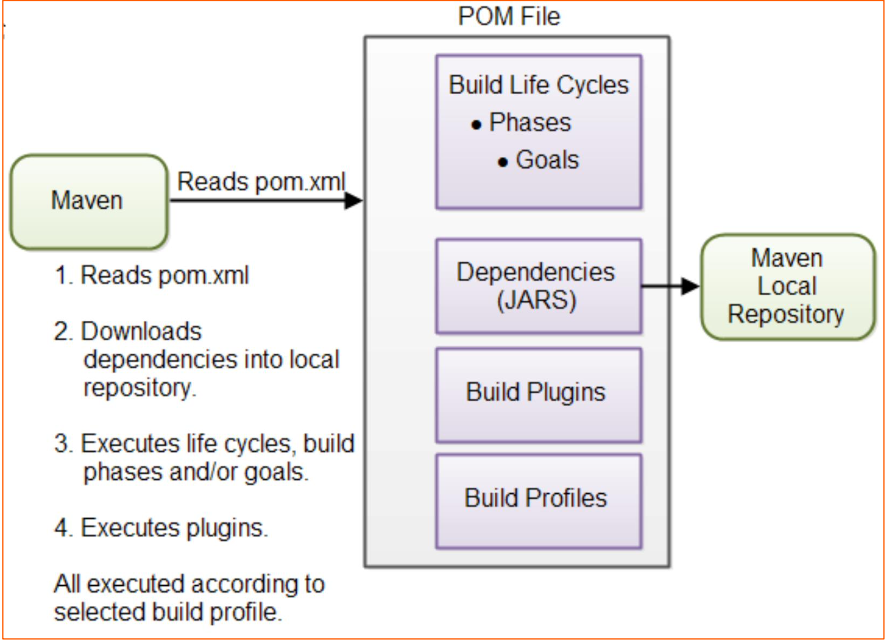 POM File
Build Life Cycles
• Phases
• Goals
Maven
Reads pom.xml
Dependencies
(JARS)
Maven
Local
Repository
Build Plugins
Build Profiles
1. Reads pom.xml
2. Downloads
dependencies into local
repository.
3. Executes life cycles, build
phases and/or goals.
4. Executes plugins.
All executed according to
selected build profile.